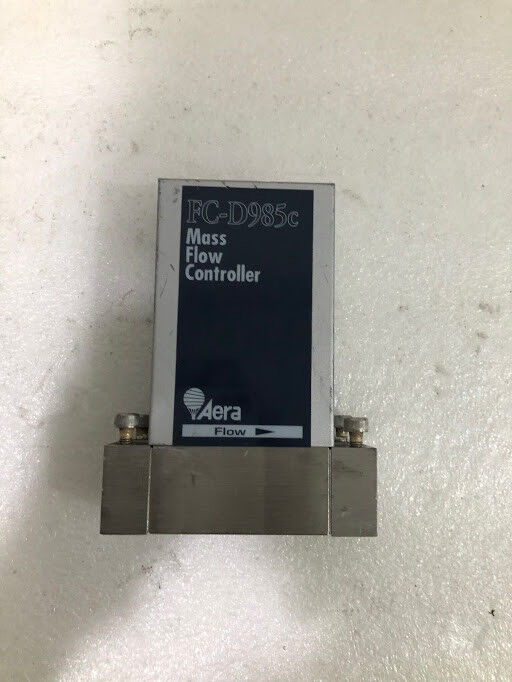 FC-D985c
Mass
Flow
Controller
Aera
Flow